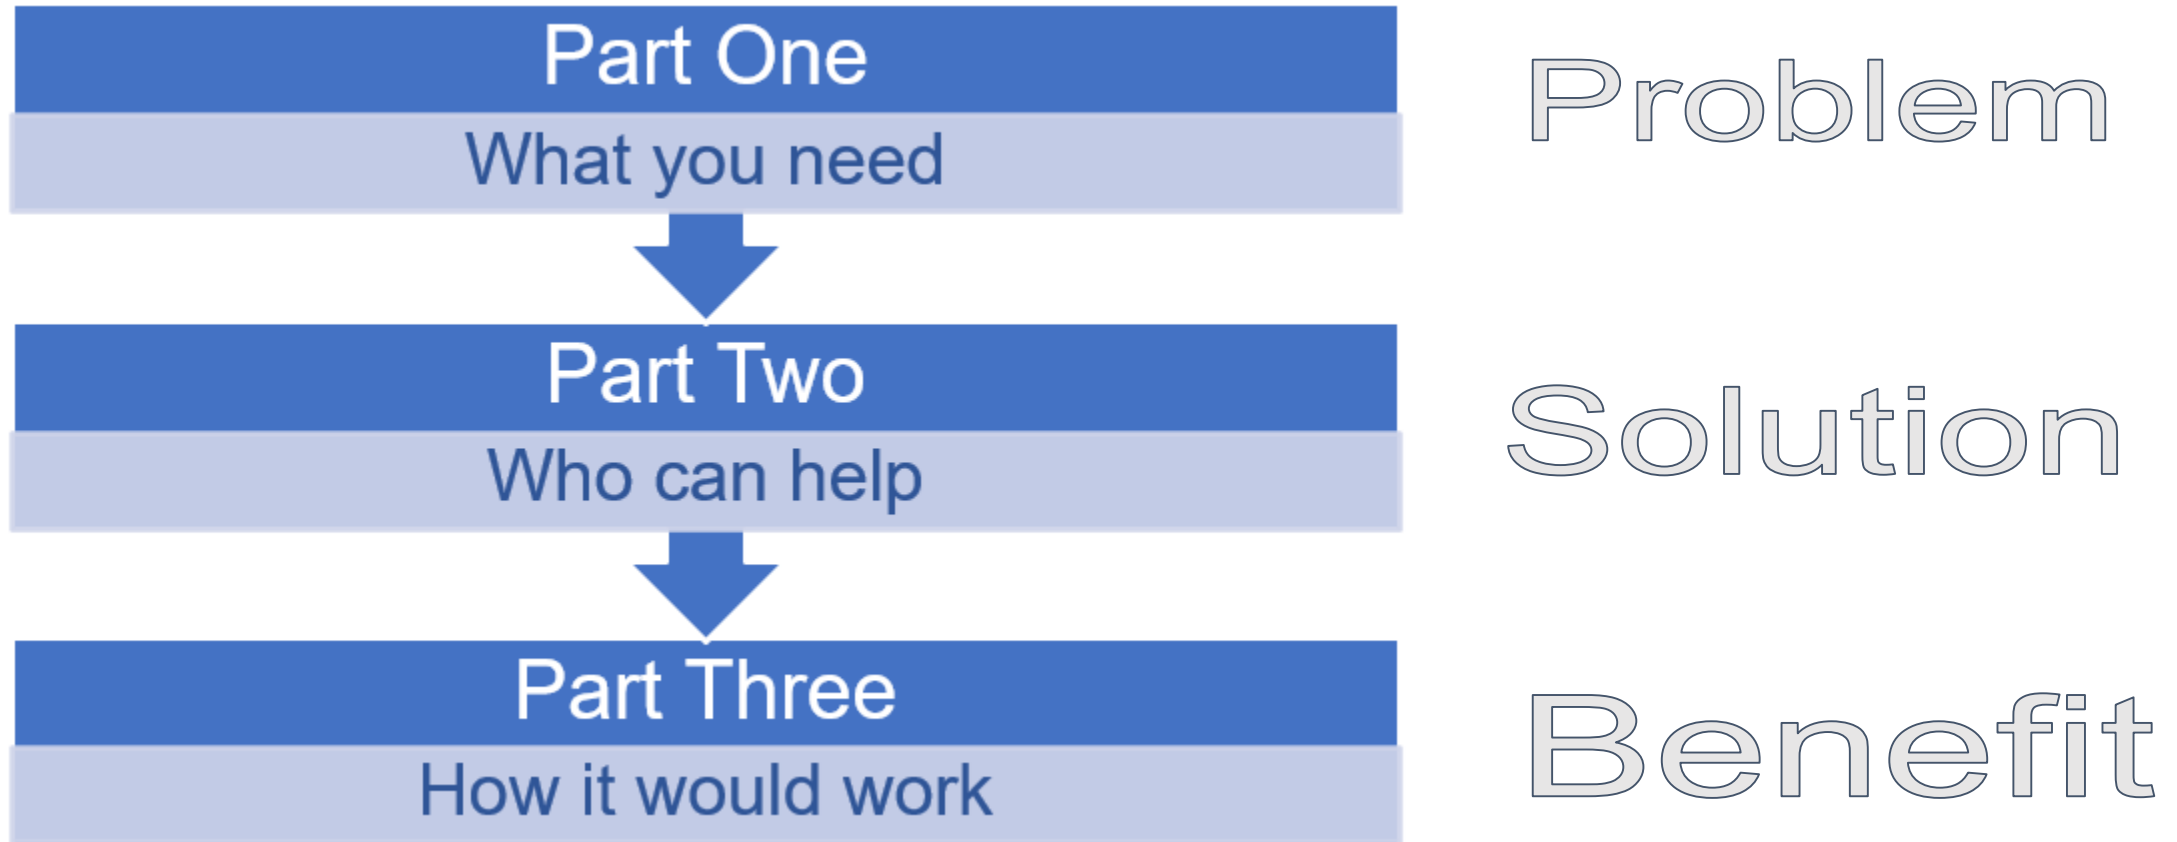 Part One
What you need
Problem
Part Two
Who can help
Solution
Part Three
How it would work
Benefit